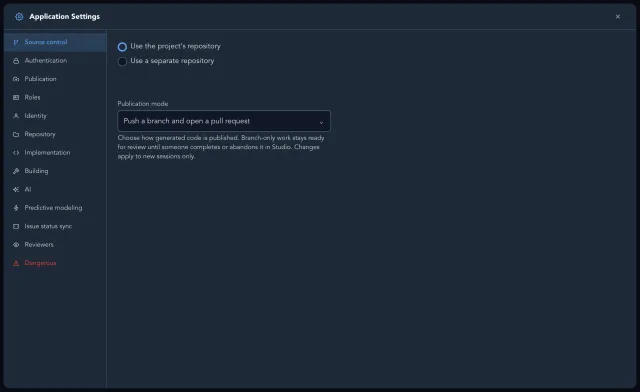 Application Settings
Source control
Authentication
Publication
Roles
Identity
Repository
Implementation
Building
AI
Predictive modeling
Issue status sync
Reviewers
Dangerous
Use the project's repository
Use a separate repository
Publication mode
Push a branch and open a pull request
Choose how generated code is published. Branch-only work stays ready
for review until someone completes or abandons it in Studio. Changes
apply to new sessions only.